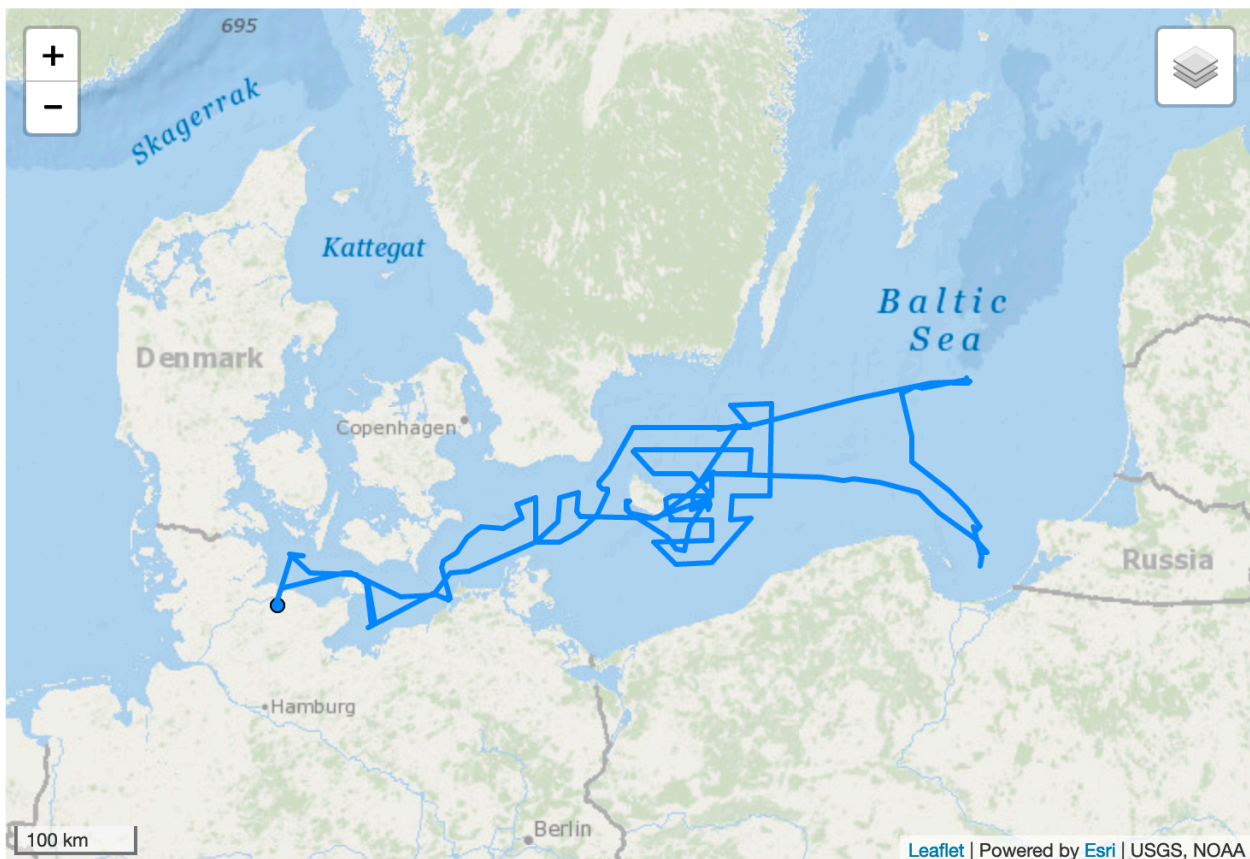 695
+
−
Skagerrak
Kattegat
Baltic
Sea
Denmark
Copenhagen
Russia
Hamburg
Berlin
100 km
Leaflet | Powered by Esri | USGS, NOAA